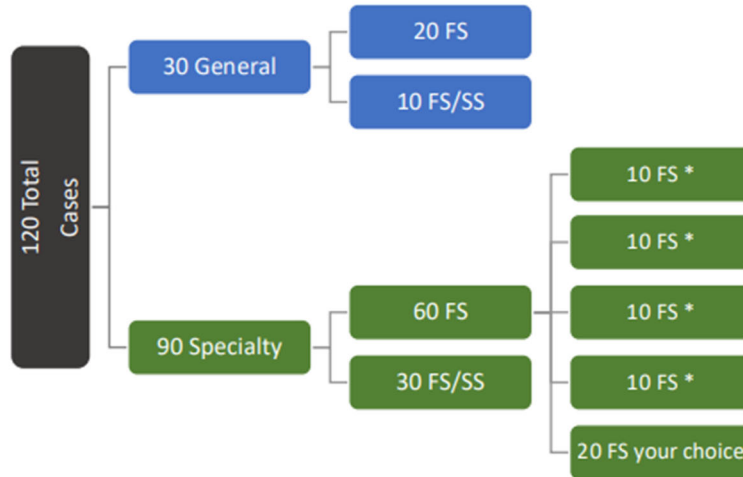 120 Total
Cases
30 General
20 FS
10 FS/SS
90 Specialty
60 FS
30 FS/SS
10 FS *
10 FS *
10 FS *
10 FS *
20 FS your choice